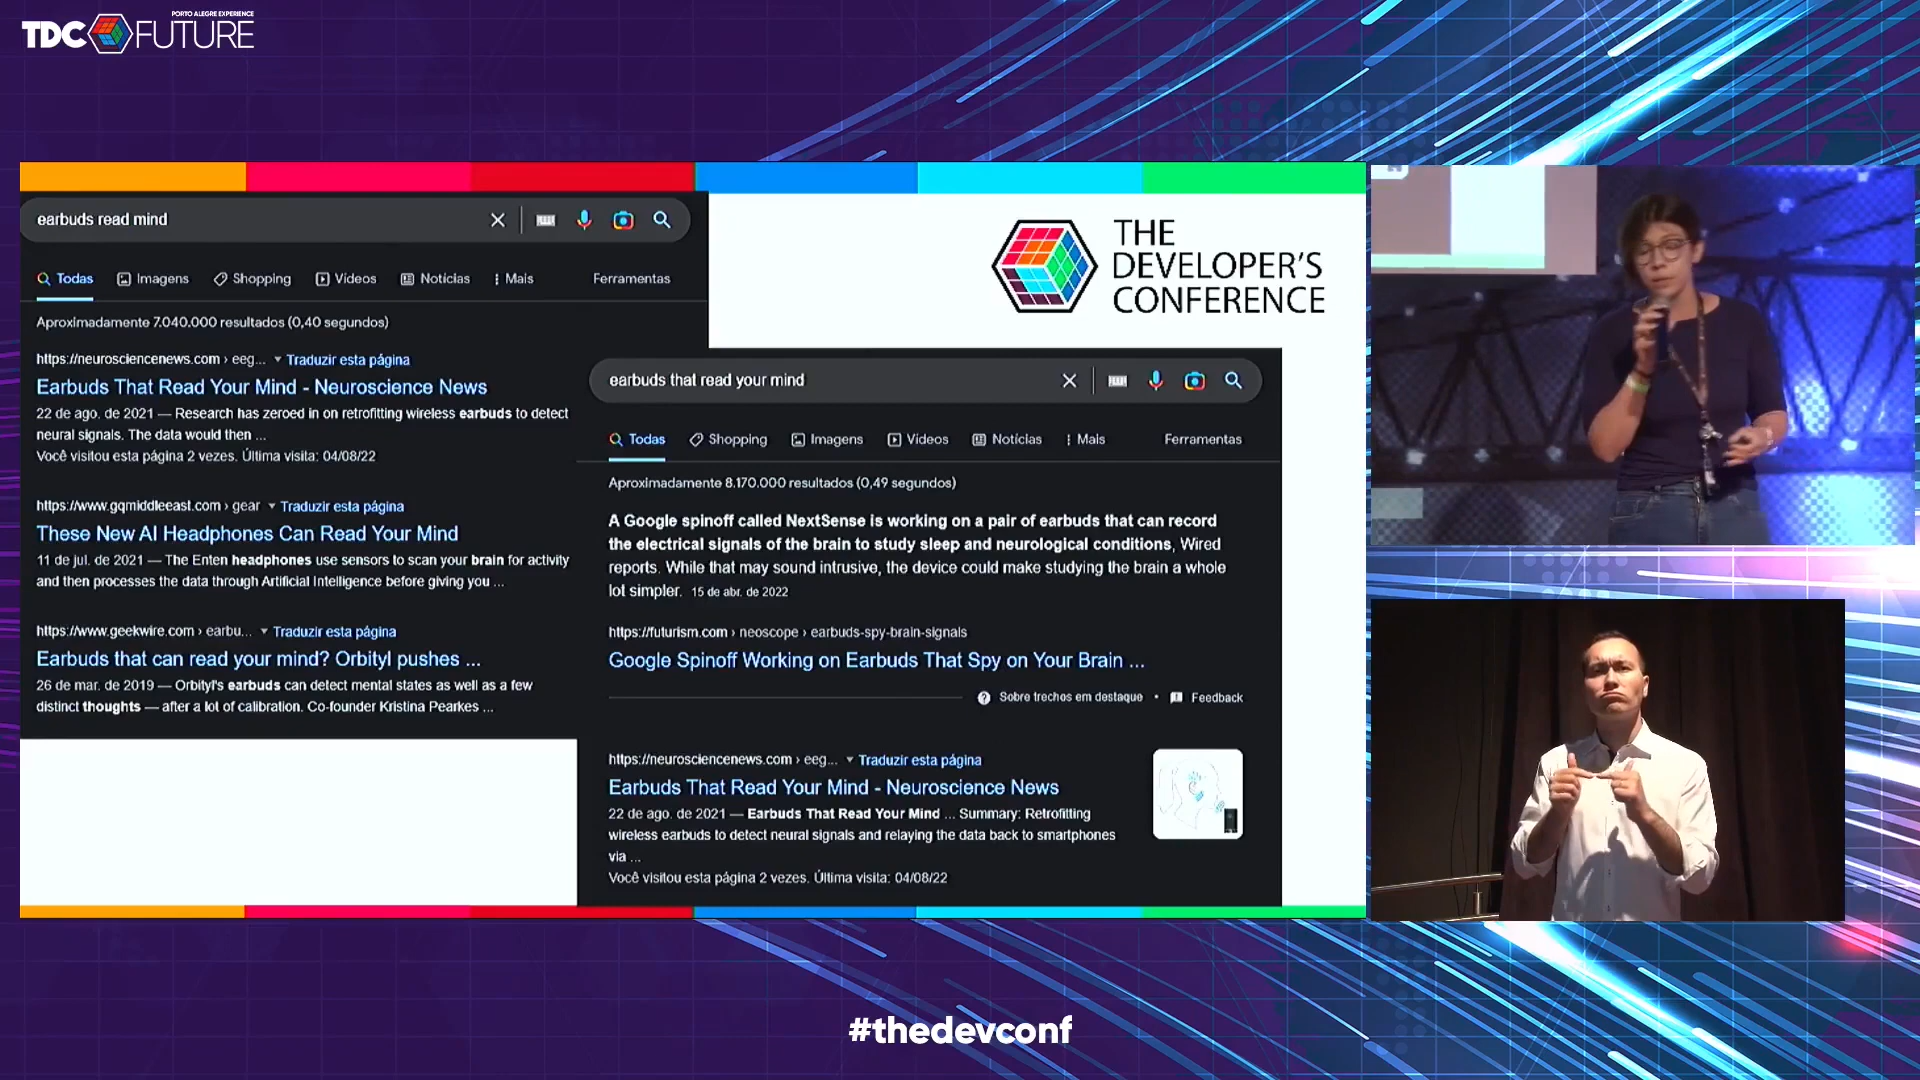 PORTO ALEGRE EXPERIENCE
TDC FUTURE
earbuds read mind
Todas Imagens Shopping Vídeos Notícias Mais Ferramentas
Aproximadamente 7.040.000 resultados (0,40 segundos)
https://neurosciencenews.com › eeg... Traduzir esta página
Earbuds That Read Your Mind - Neuroscience News
22 de ago. de 2021 — Research has zeroed in on retrofitting wireless earbuds to detect
neural signals. The data would then ...
Você visitou esta página 2 vezes. Última visita: 04/08/22
https://www.gqmiddleeast.com › gear Traduzir esta página
These New AI Headphones Can Read Your Mind
11 de jul. de 2021 — The Enten headphones use sensors to scan your brain for activity
and then processes the data through Artificial Intelligence before giving you ...
https://www.geekwire.com › earbu... Traduzir esta página
Earbuds that can read your mind? Orbityl pushes ...
26 de mar. de 2019 — Orbityl's earbuds can detect mental states as well as a few
distinct thoughts — after a lot of calibration. Co-founder Kristina Pearkes ...
THE
DEVELOPER'S
CONFERENCE
earbuds that read your mind
Todas Shopping Imagens Vídeos Notícias Mais Ferramentas
Aproximadamente 8.170.000 resultados (0,49 segundos)
A Google spinoff called NextSense is working on a pair of earbuds that can record
the electrical signals of the brain to study sleep and neurological conditions, Wired
reports. While that may sound intrusive, the device could make studying the brain a whole
lot simpler. 15 de abr. de 2022
https://futurism.com › neoscope › earbuds-spy-brain-signals
Google Spinoff Working on Earbuds That Spy on Your Brain ...
Sobre trechos em destaque • Feedback
https://neurosciencenews.com › eeg... Traduzir esta página
Earbuds That Read Your Mind - Neuroscience News
22 de ago. de 2021 — Earbuds That Read Your Mind ... Summary: Retrofitting
wireless earbuds to detect neural signals and relaying the data back to smartphones
via ...
Você visitou esta página 2 vezes. Última visita: 04/08/22
#thedevconf